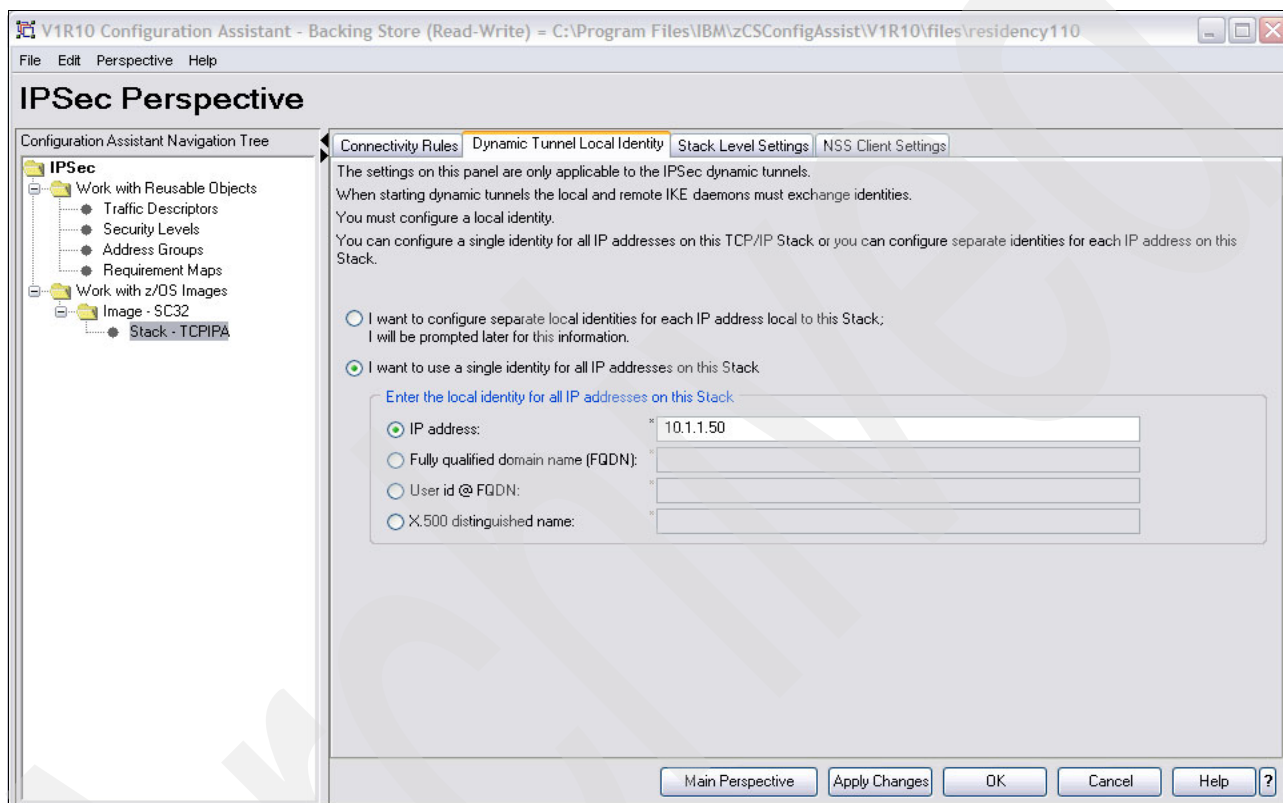 V1R10 Configuration Assistant - Backing Store (Read-Write) = C:\Program Files\IBM\zCSConfigAssist\V1R10\files\residency110
File Edit Perspective Help
IPSec Perspective
Configuration Assistant Navigation Tree
IPSec
Work with Reusable Objects
Traffic Descriptors
Security Levels
Address Groups
Requirement Maps
Work with z/OS Images
Image - SC32
Stack - TCPIPA
Connectivity Rules Dynamic Tunnel Local Identity Stack Level Settings NSS Client Settings
The settings on this panel are only applicable to the IPSec dynamic tunnels.
When starting dynamic tunnels the local and remote IKE daemons must exchange identities.
You must configure a local identity.
You can configure a single identity for all IP addresses on this TCP/IP Stack or you can configure separate identities for each IP address on this
Stack.
I want to configure separate local identities for each IP address local to this Stack;
I will be prompted later for this information.
I want to use a single identity for all IP addresses on this Stack
Enter the local identity for all IP addresses on this Stack
IP address: * 10.1.1.50
Fully qualified domain name (FQDN): *
User id @ FQDN: *
X.500 distinguished name: *
Main Perspective Apply Changes OK Cancel Help ?